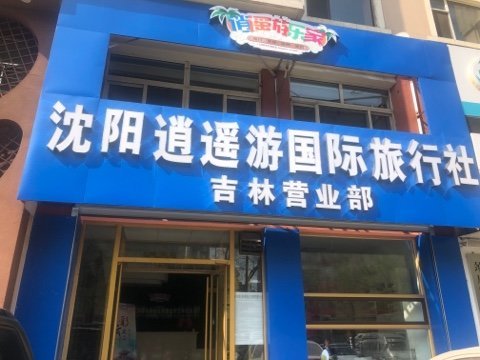 逍遥游乐家
沈阳逍遥游国际旅行社
吉林营业部